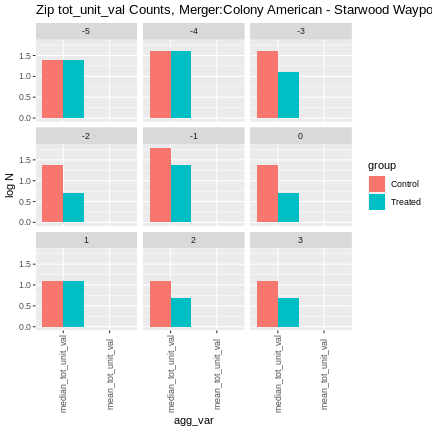 Zip tot_unit_val Counts, Merger:Colony American - Starwood Waypo
-5
-4
-3
1.5
1.0
0.5
0.0
-2
-1
0
1.5
1.0
0.5
0.0
1
2
3
1.5
1.0
0.5
0.0
log N
median_tot_unit_val
mean_tot_unit_val
median_tot_unit_val
mean_tot_unit_val
median_tot_unit_val
mean_tot_unit_val
agg_var
group
Control
Treated